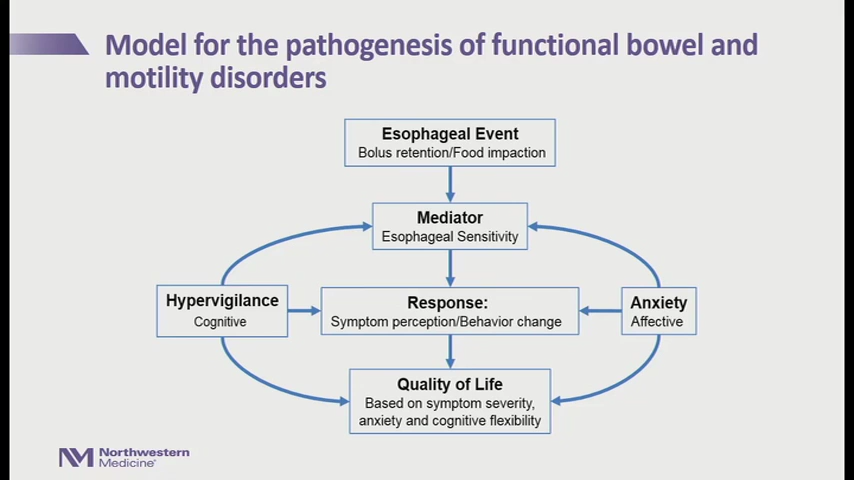 Model for the pathogenesis of functional bowel and
motility disorders
Esophageal Event
Bolus retention/Food impaction
Mediator
Esophageal Sensitivity
Hypervigilance
Cognitive
Response:
Symptom perception/Behavior change
Anxiety
Affective
Quality of Life
Based on symptom severity,
anxiety and cognitive flexibility
NM Northwestern
Medicine®